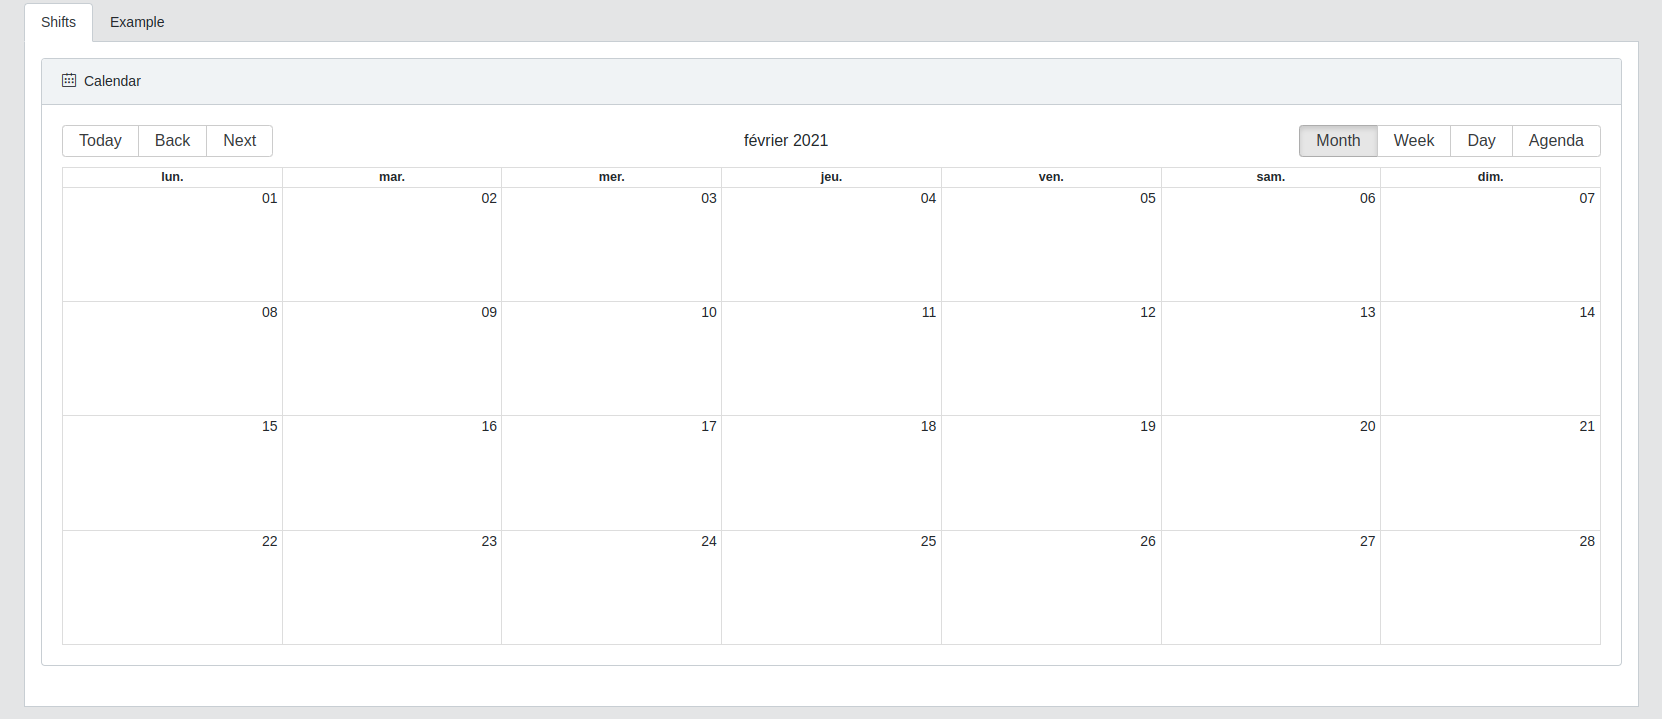 Shifts Example
Calendar
Today Back Next février 2021 Month Week Day Agenda
lun. mar. mer. jeu. ven. sam. dim.
01 02 03 04 05 06 07
08 09 10 11 12 13 14
15 16 17 18 19 20 21
22 23 24 25 26 27 28